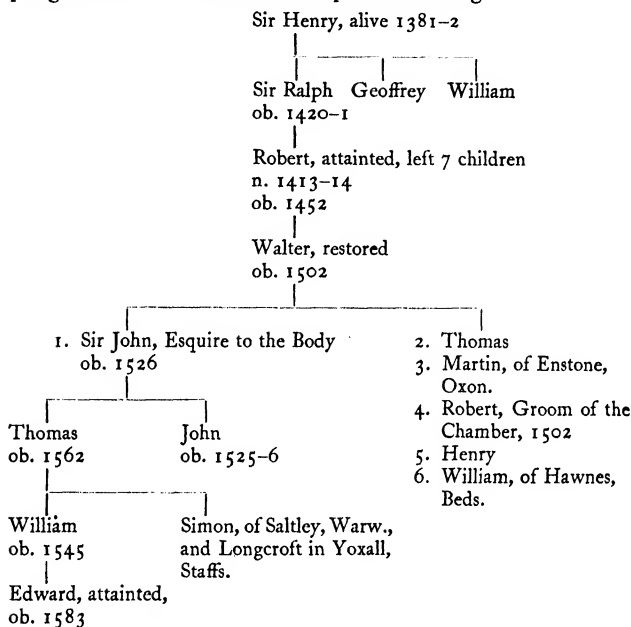 Sir Henry, alive 1381–2
Sir Ralph Geoffrey William
ob. 1420–1
Robert, attainted, left 7 children
n. 1413–14
ob. 1452
Walter, restored
ob. 1502
1. Sir John, Esquire to the Body
ob. 1526
2. Thomas
3. Martin, of Enstone,
Oxon.
4. Robert, Groom of the
Chamber, 1502
5. Henry
6. William, of Hawnes,
Beds.
Thomas
ob. 1562
John
ob. 1525–6
William
ob. 1545
Simon, of Saltley, Warw.,
and Longcroft in Yoxall,
Staffs.
Edward, attainted,
ob. 1583